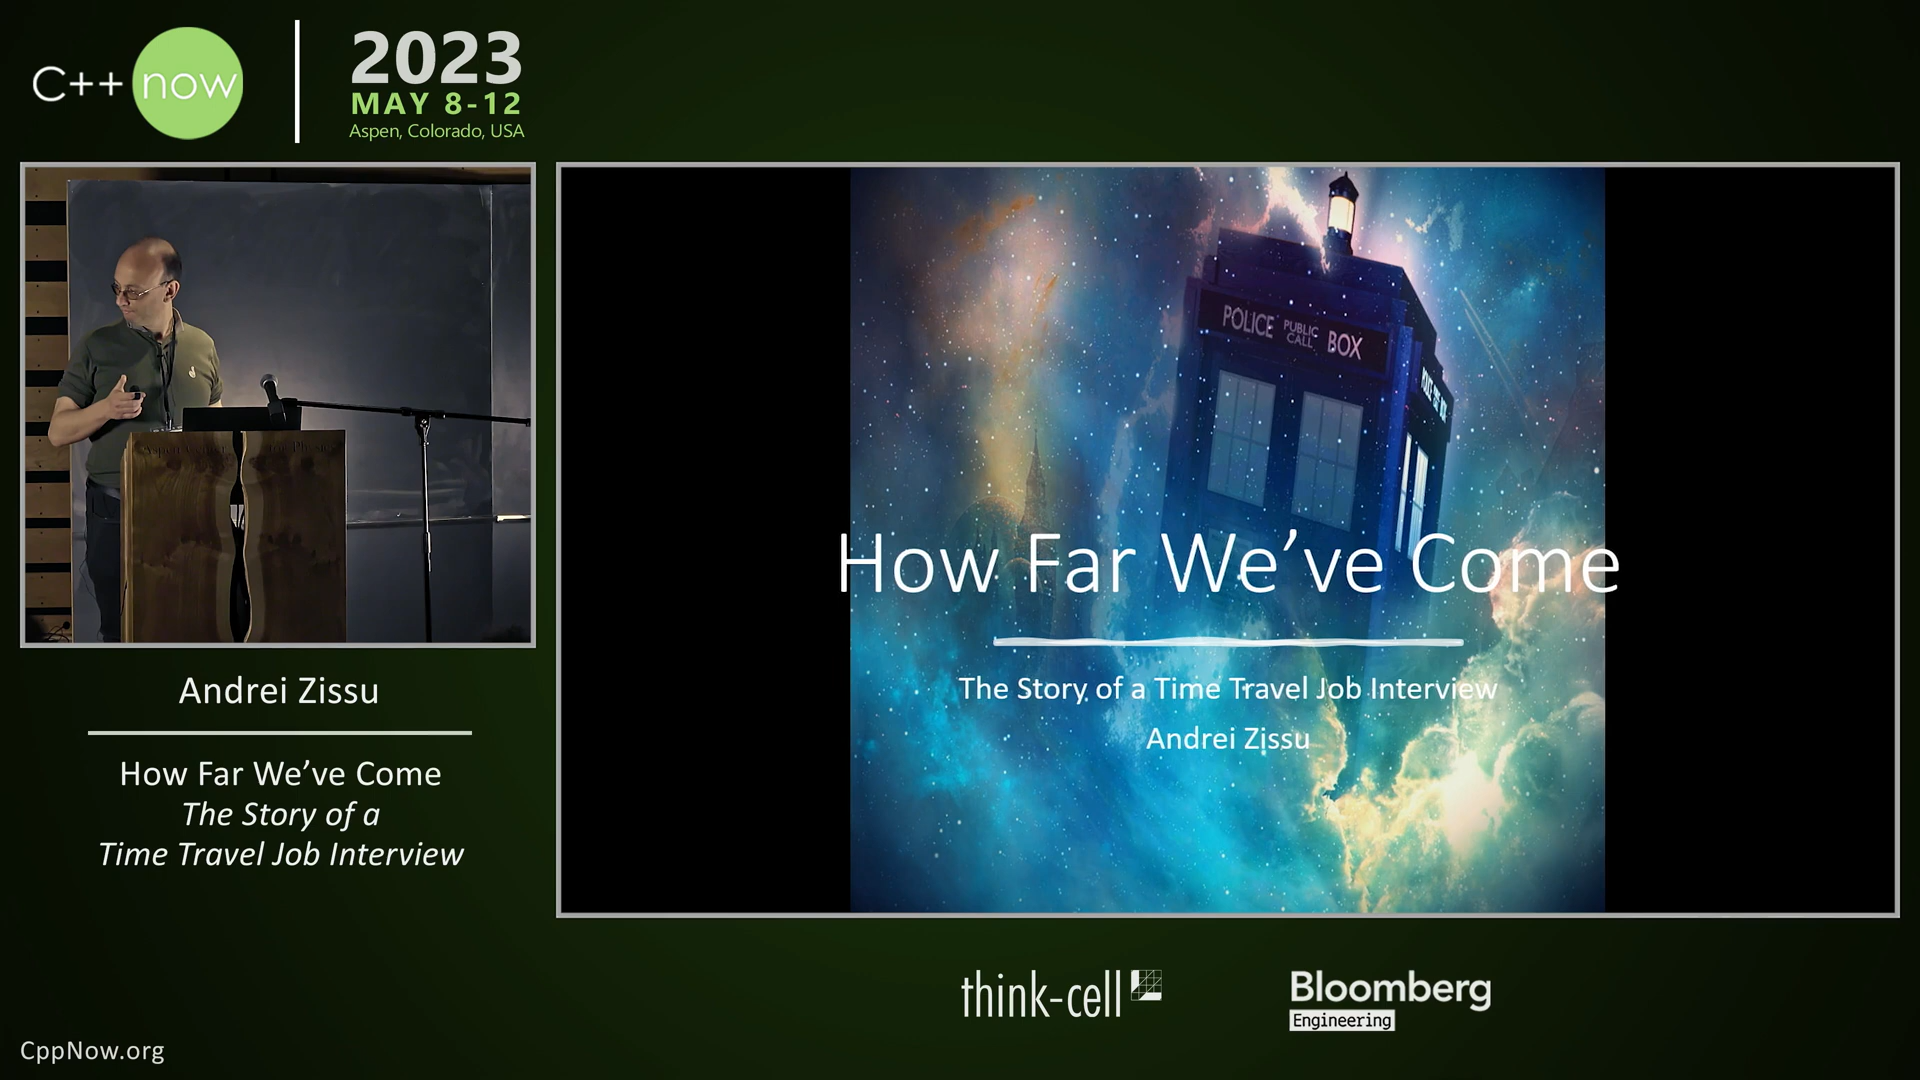 C++ now
2023
MAY 8-12
Aspen, Colorado, USA
POLICE PUBLIC CALL BOX
How Far We’ve Come
The Story of a Time Travel Job Interview
Andrei Zissu
Andrei Zissu
How Far We’ve Come
The Story of a
Time Travel Job Interview
think-cell
Bloomberg
Engineering
CppNow.org